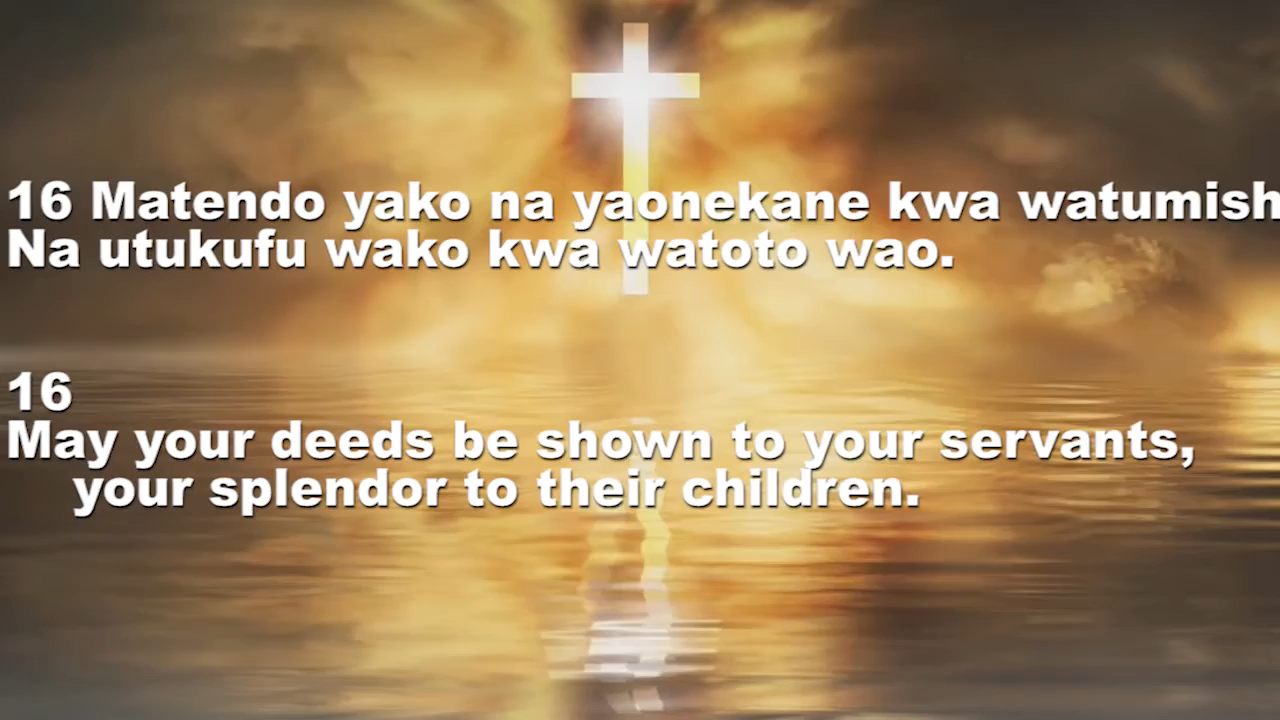 16 Matendo yako na yaonekane kwa watumish
Na utukufu wako kwa watoto wao.
16
May your deeds be shown to your servants,
your splendor to their children.